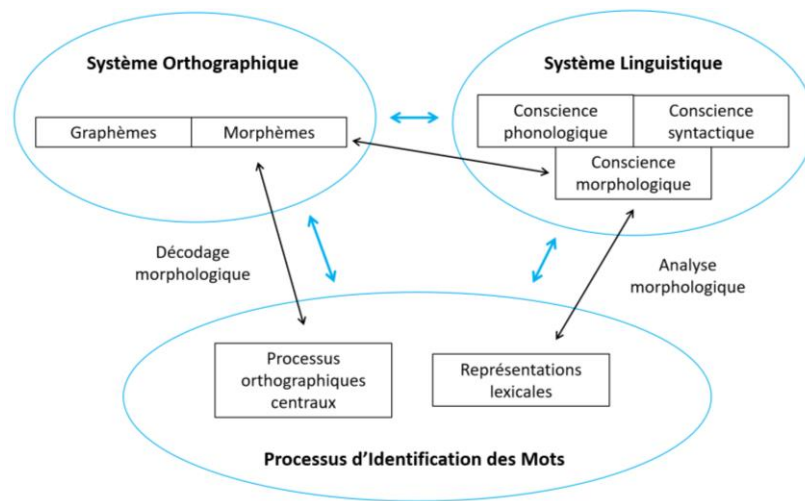 Système Orthographique
Graphèmes
Morphèmes
Système Linguistique
Conscience
phonologique
Conscience
syntactique
Conscience
morphologique
Décodage
morphologique
Analyse
morphologique
Processus
orthographiques
centraux
Représentations
lexicales
Processus d'Identification des Mots